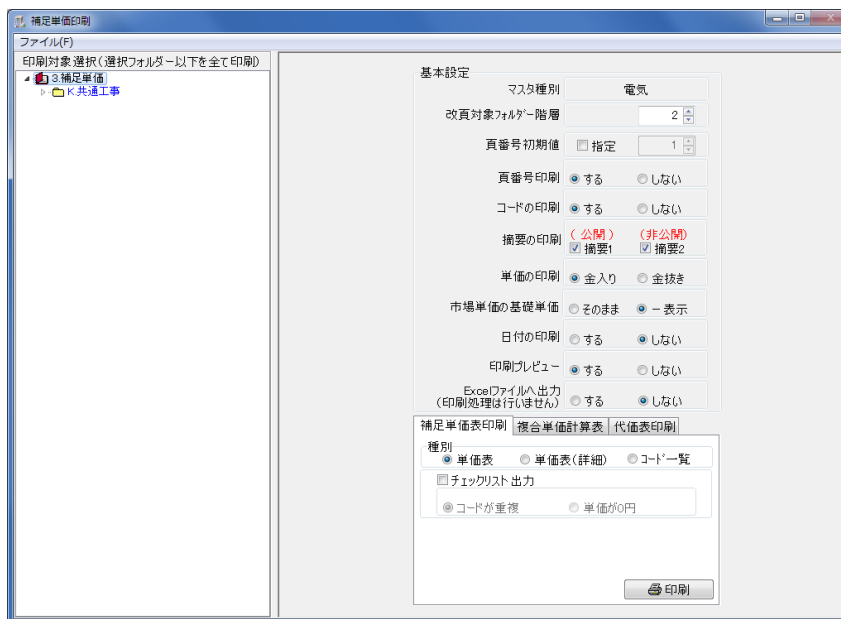 補足単価印刷
ファイル(F)
印刷対象選択(選択フォルダー以下を全て印刷)
3.補足単価
K.共通工事
基本設定
マスタ種別 電気
改頁対象フォルダー階層 2
頁番号初期値 指定 1
頁番号印刷 する しない
コードの印刷 する しない
摘要の印刷 (公開) (非公開)
摘要1 摘要2
単価の印刷 金入り 金抜き
市場単価の基礎単価 そのまま －表示
日付の印刷 する しない
印刷プレビュー する しない
Excelファイルへ出力
(印刷処理は行いません) する しない
補足単価表印刷 複合単価計算表 代価表印刷
種別
単価表 単価表(詳細) コード一覧
チェックリスト出力
コードが重複 単価が0円
印刷